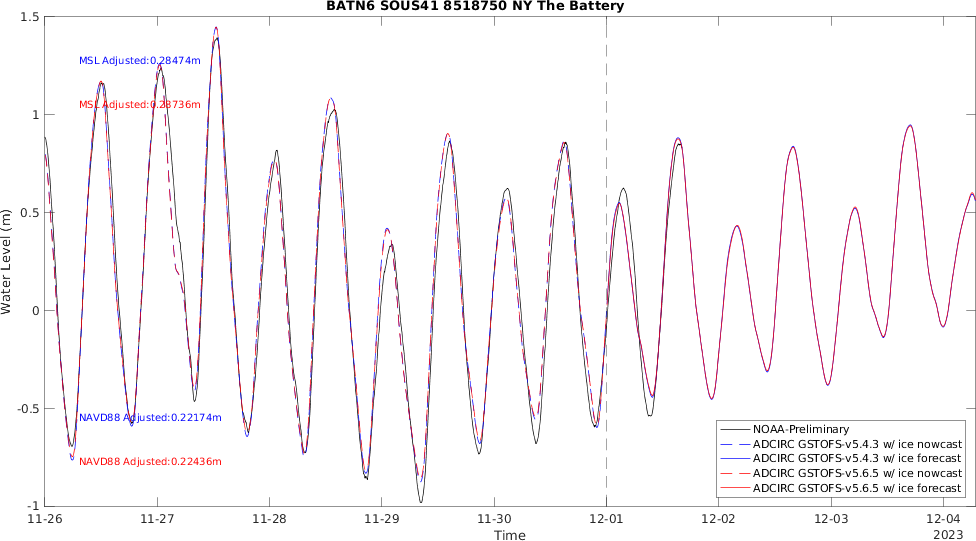 BATN6 SOUS41 8518750 NY The Battery
1.5
1
0.5
0
-0.5
-1
Water Level (m)
MSL Adjusted:0.28474m
MSL Adjusted:0.28736m
NAVD88 Adjusted:0.22174m
NAVD88 Adjusted:0.22436m
NOAA-Preliminary
ADCIRC GSTOFS-v5.4.3 w/ ice nowcast
ADCIRC GSTOFS-v5.4.3 w/ ice forecast
ADCIRC GSTOFS-v5.6.5 w/ ice nowcast
ADCIRC GSTOFS-v5.6.5 w/ ice forecast
11-26 11-27 11-28 11-29 11-30 12-01 12-02 12-03 12-04
Time
2023